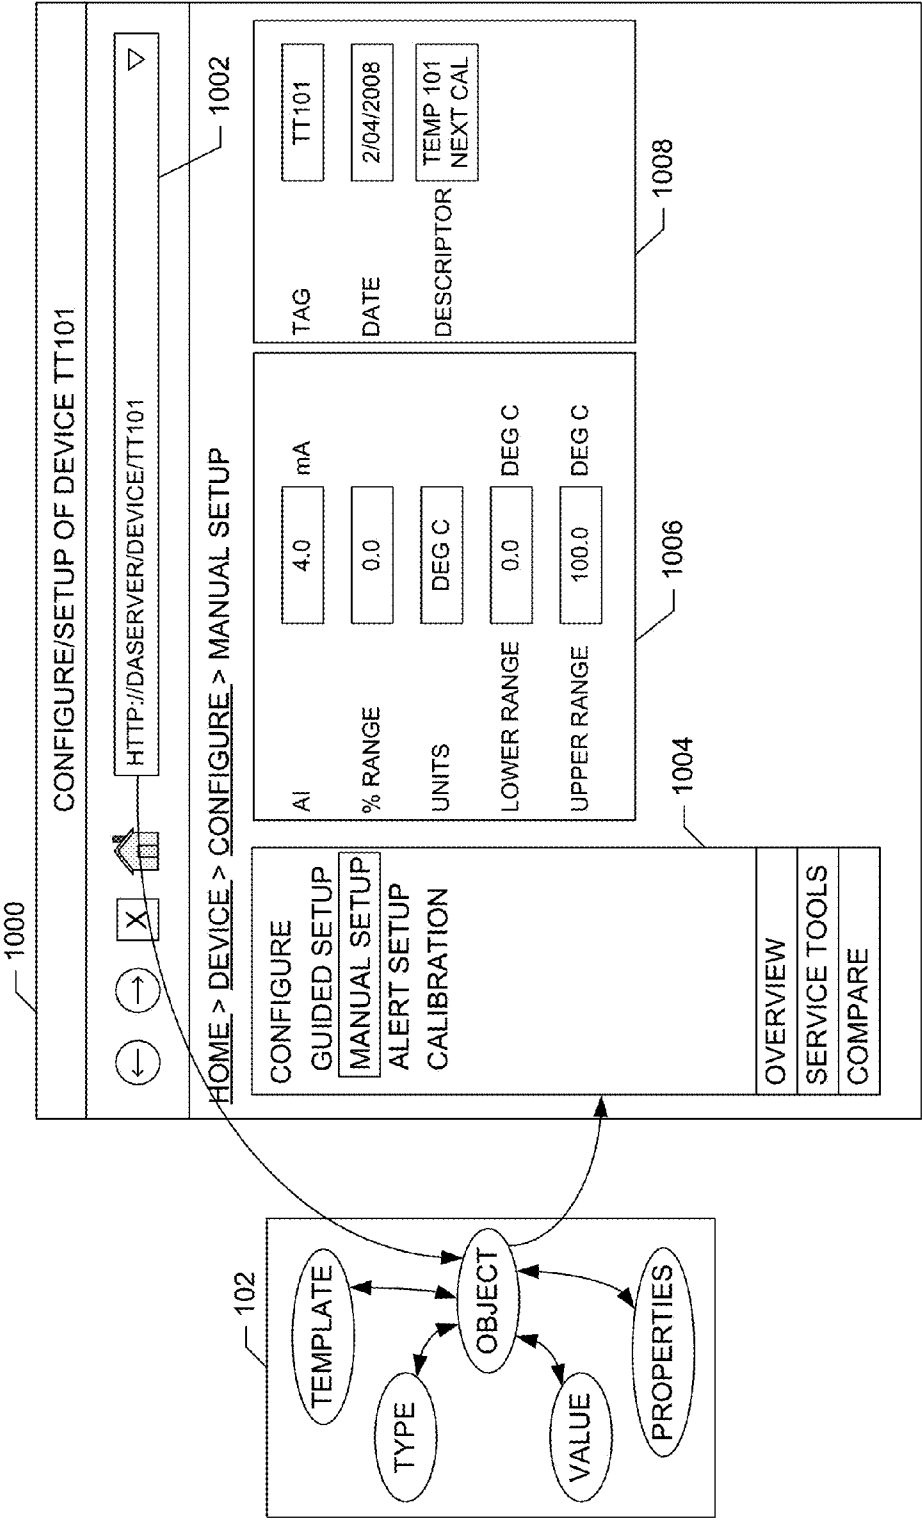 1000
CONFIGURE/SETUP OF DEVICE TT101
X
HTTP://DASERVER/DEVICE/TT101
1002
HOME > DEVICE > CONFIGURE > MANUAL SETUP
102
TEMPLATE
TYPE
OBJECT
VALUE
PROPERTIES
CONFIGURE
GUIDED SETUP
MANUAL SETUP
ALERT SETUP
CALIBRATION
OVERVIEW
SERVICE TOOLS
COMPARE
1004
AI 4.0 mA
% RANGE 0.0
UNITS DEG C
LOWER RANGE 0.0 DEG C
UPPER RANGE 100.0 DEG C
1006
TAG TT101
DATE 2/04/2008
DESCRIPTOR TEMP 101
NEXT CAL
1008